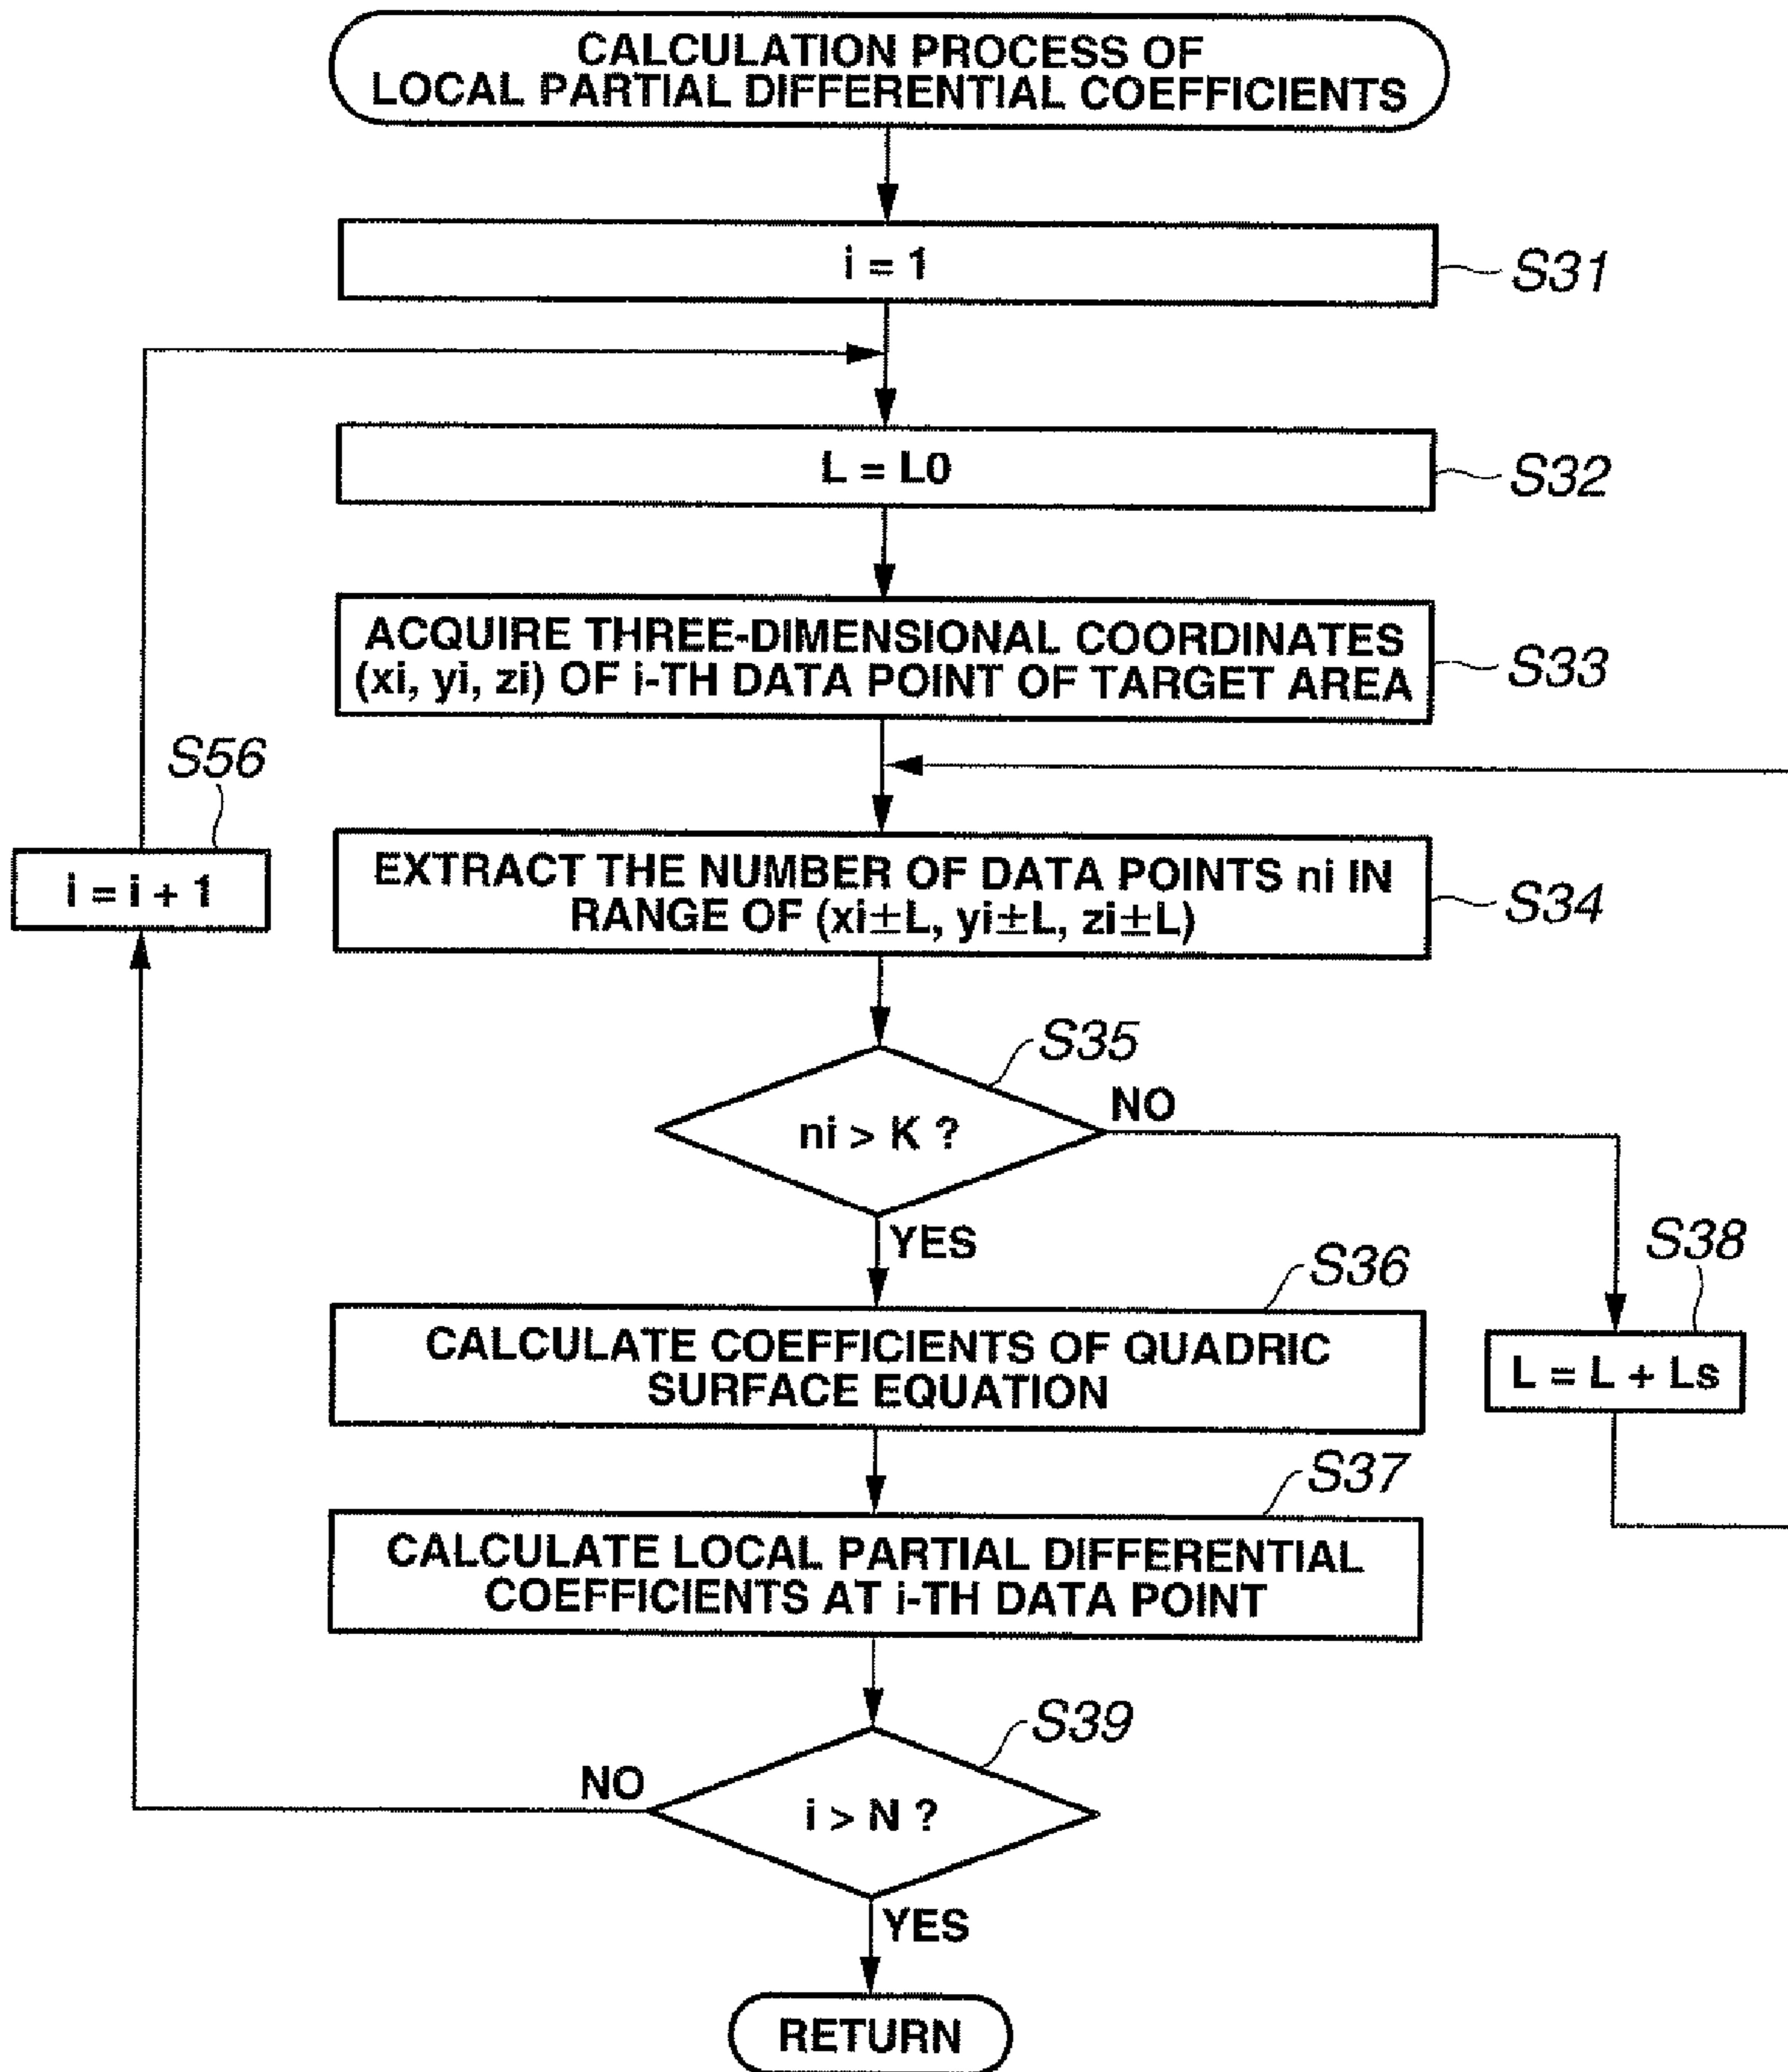 CALCULATION PROCESS OF
LOCAL PARTIAL DIFFERENTIAL COEFFICIENTS
i = 1
S31
L = L0
S32
ACQUIRE THREE-DIMENSIONAL COORDINATES
(xi, yi, zi) OF i-TH DATA POINT OF TARGET AREA
S33
S56
i = i + 1
EXTRACT THE NUMBER OF DATA POINTS ni IN
RANGE OF (xi±L, yi±L, zi±L)
S34
S35
ni > K ?
NO
YES
S36
CALCULATE COEFFICIENTS OF QUADRIC
SURFACE EQUATION
S38
L = L + Ls
S37
CALCULATE LOCAL PARTIAL DIFFERENTIAL
COEFFICIENTS AT i-TH DATA POINT
S39
NO
i > N ?
YES
RETURN